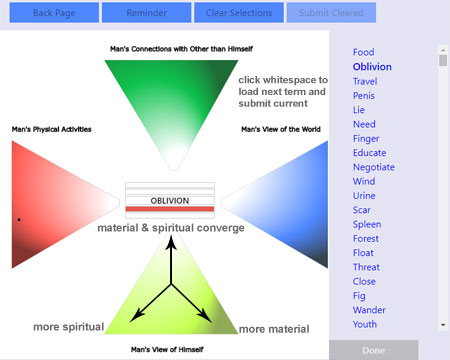 Back Page
Reminder
Clear Selections
Submit Cleared
Man's Connections with Other than Himself
click whitespace to
load next term and
submit current
Man's Physical Activities
Man's View of the World
OBLIVION
material & spiritual converge
more spiritual
more material
Man's View of Himself
Food
Oblivion
Travel
Penis
Lie
Need
Finger
Educate
Negotiate
Wind
Urine
Scar
Spleen
Forest
Float
Threat
Close
Fig
Wander
Youth
Done